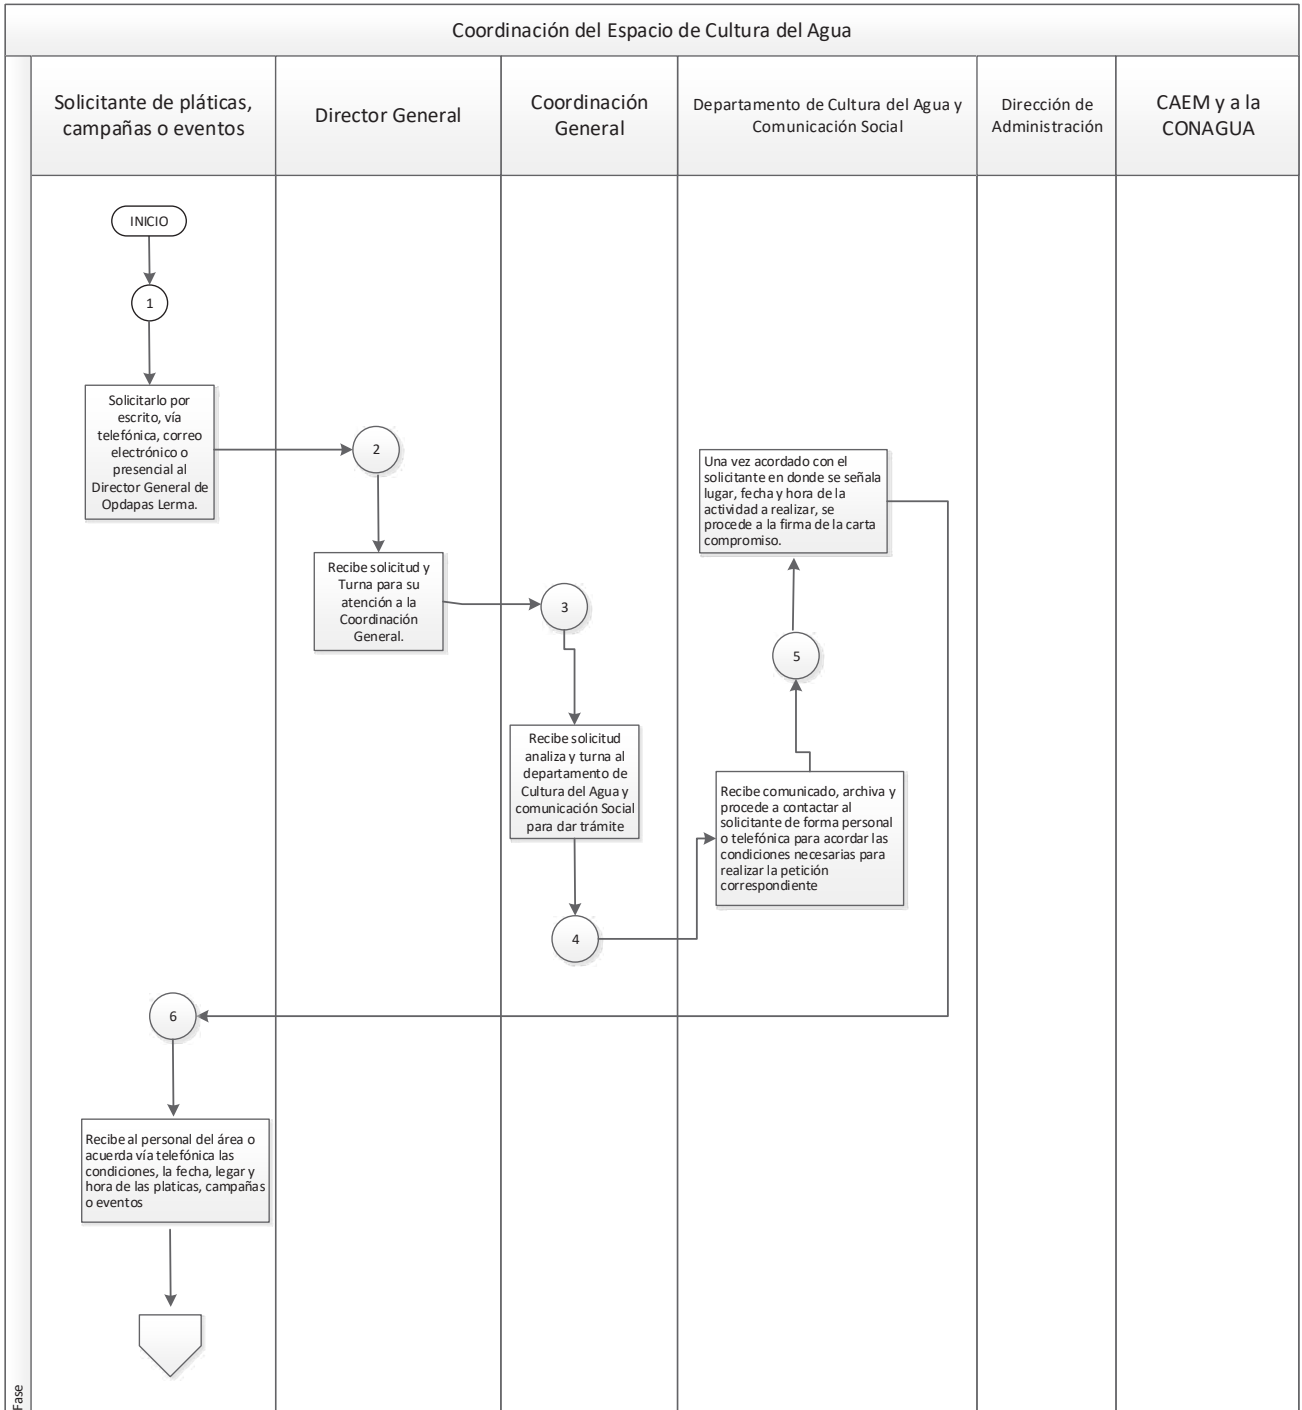 Coordinación del Espacio de Cultura del Agua
Solicitante de pláticas,
campañas o eventos
Director General
Coordinación
General
Departamento de Cultura del Agua y
Comunicación Social
Dirección de
Administración
CAEM y a la
CONAGUA
INICIO
1
Solicitarlo por
escrito, vía
telefónica, correo
electrónico o
presencial al
Director General de
Opdapas Lerma.
2
Recibe solicitud y
Turna para su
atención a la
Coordinación
General.
3
Recibe solicitud
analiza y turna al
departamento de
Cultura del Agua y
comunicación Social
para dar trámite
4
Recibe comunicado, archiva y
procede a contactar al
solicitante de forma personal
o telefónica para acordar las
condiciones necesarias para
realizar la petición
correspondiente
5
Una vez acordado con el
solicitante en donde se señala
lugar, fecha y hora de la
actividad a realizar, se
procede a la firma de la carta
compromiso.
6
Recibe al personal del área o
acuerda vía telefónica las
condiciones, la fecha, legar y
hora de las platicas, campañas
o eventos
Fase